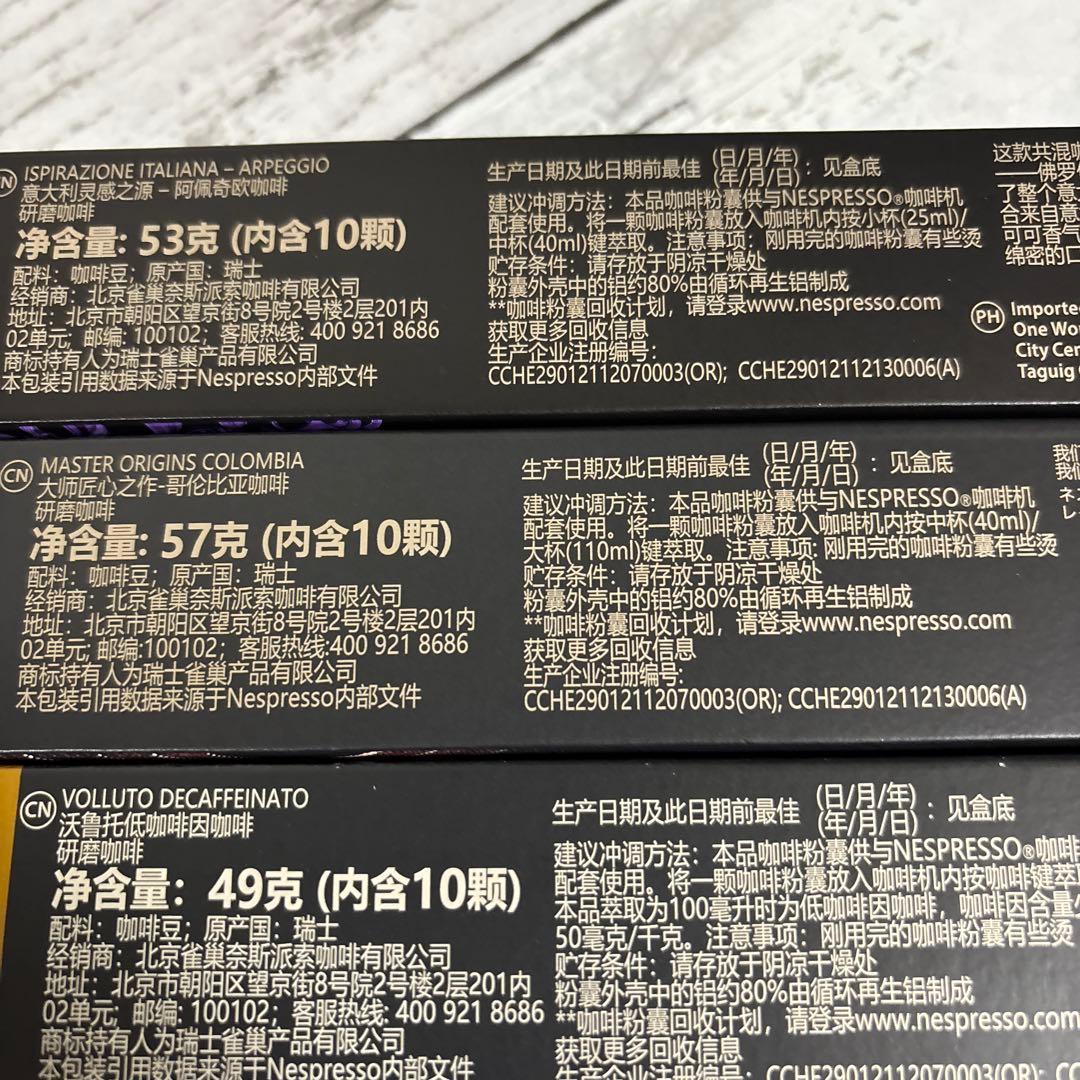 CN ISPIRAZIONE ITALIANA – ARPEGGIO
意大利灵感之源 – 阿佩奇欧咖啡
研磨咖啡
净含量: 53克 (内含10颗)
配料：咖啡豆；原产国：瑞士
经销商：北京雀巢奈斯派索咖啡有限公司
地址：北京市朝阳区望京街8号院2号楼2层201内
02单元; 邮编: 100102；客服热线: 400 921 8686
商标持有人为瑞士雀巢产品有限公司
本包装引用数据来源于Nespresso内部文件
生产日期及此日期前最佳 (日/月/年) (年/月/日)：见盒底
建议冲调方法：本品咖啡粉囊供与NESPRESSO®咖啡机
配套使用。将一颗咖啡粉囊放入咖啡机内按小杯(25ml)/
中杯(40ml)键萃取。注意事项：刚用完的咖啡粉囊有些烫
贮存条件：请存放于阴凉干燥处
粉囊外壳中的铝约80%由循环再生铝制成
**咖啡粉囊回收计划，请登录www.nespresso.com
获取更多回收信息
生产企业注册编号:
CCHE29012112070003(OR)；CCHE29012112130006(A)
这款共混
——佛罗
了整个意
合来自意
可可香气
绵密的口
PH Imported
One Wor
City Cen
Taguig
CN MASTER ORIGINS COLOMBIA
大师匠心之作-哥伦比亚咖啡
研磨咖啡
净含量: 57克 (内含10颗)
配料：咖啡豆；原产国：瑞士
经销商：北京雀巢奈斯派索咖啡有限公司
地址：北京市朝阳区望京街8号院2号楼2层201内
02单元; 邮编:100102；客服热线:400 921 8686
商标持有人为瑞士雀巢产品有限公司
本包装引用数据来源于Nespresso内部文件
生产日期及此日期前最佳 (日/月/年) (年/月/日)：见盒底
建议冲调方法：本品咖啡粉囊供与NESPRESSO®咖啡机
配套使用。将一颗咖啡粉囊放入咖啡机内按中杯(40ml)/
大杯(110ml)键萃取。注意事项: 刚用完的咖啡粉囊有些烫
贮存条件：请存放于阴凉干燥处
粉囊外壳中的铝约80%由循环再生铝制成
**咖啡粉囊回收计划，请登录www.nespresso.com
获取更多回收信息
生产企业注册编号:
CCHE29012112070003(OR); CCHE29012112130006(A)
我们
我们
ネ
レ
CN VOLLUTO DECAFFEINATO
沃鲁托低咖啡因咖啡
研磨咖啡
净含量：49克 (内含10颗)
配料：咖啡豆；原产国：瑞士
经销商：北京雀巢奈斯派索咖啡有限公司
地址：北京市朝阳区望京街8号院2号楼2层201内
02单元; 邮编: 100102；客服热线: 400 921 8686
商标持有人为瑞士雀巢产品有限公司
本包装引用数据来源于Nespresso内部文件
生产日期及此日期前最佳 (日/月/年) (年/月/日)：见盒底
建议冲调方法：本品咖啡粉囊供与NESPRESSO®咖啡
配套使用。将一颗咖啡粉囊放入咖啡机内按咖啡键萃
本品萃取为100毫升时为低咖啡因咖啡，咖啡因含量
50毫克/千克。注意事项：刚用完的咖啡粉囊有些烫
贮存条件：请存放于阴凉干燥处
粉囊外壳中的铝约80%由循环再生铝制成
**咖啡粉囊回收计划，请登录www.nespresso.com
获取更多回收信息
生产企业注册编号: CCHE29012112070003(OR); CC